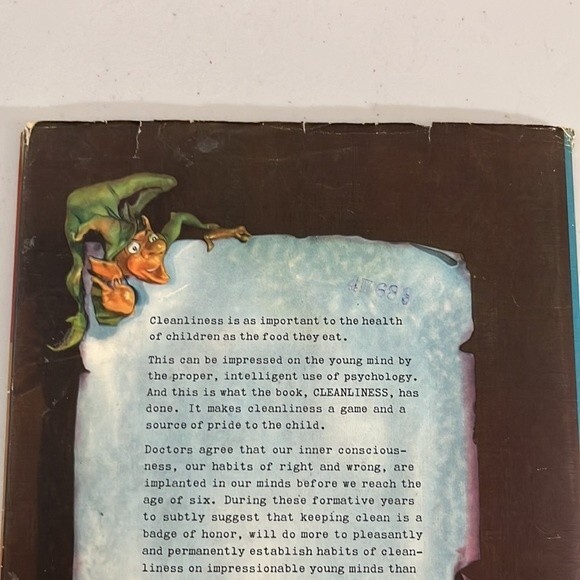 Cleanliness is as important to the health
of children as the food they eat.
This can be impressed on the young mind by
the proper, intelligent use of psychology.
And this is what the book, CLEANLINESS, has
done. It makes cleanliness a game and a
source of pride to the child.
Doctors agree that our inner conscious-
ness, our habits of right and wrong, are
implanted in our minds before we reach the
age of six. During these formative years
to subtly suggest that keeping clean is a
badge of honor, will do more to pleasantly
and permanently establish habits of clean-
liness on impressionable young minds than